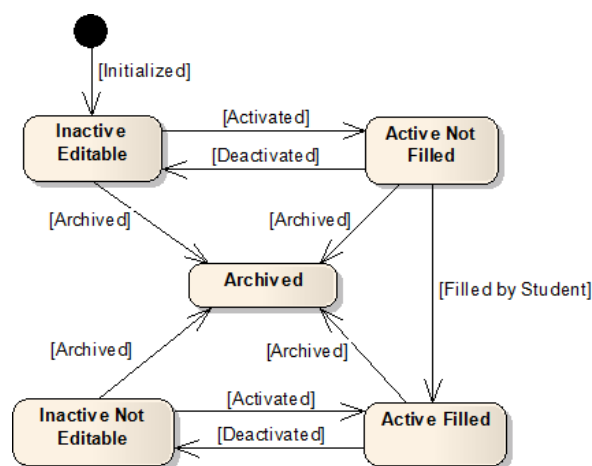 [Initialized]
Inactive
Editable
[Activated]
[Deactivated]
Active Not
Filled
[Archived]
[Archived]
Archived
[Filled by Student]
[Archived]
[Archived]
Inactive Not
Editable
[Activated]
[Deactivated]
Active Filled